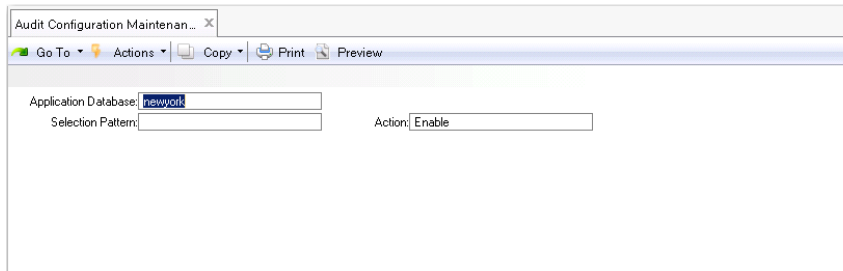 Audit Configuration Maintenan... X
Go To Actions Copy Print Preview
Application Database: newyork
Selection Pattern: Action: Enable